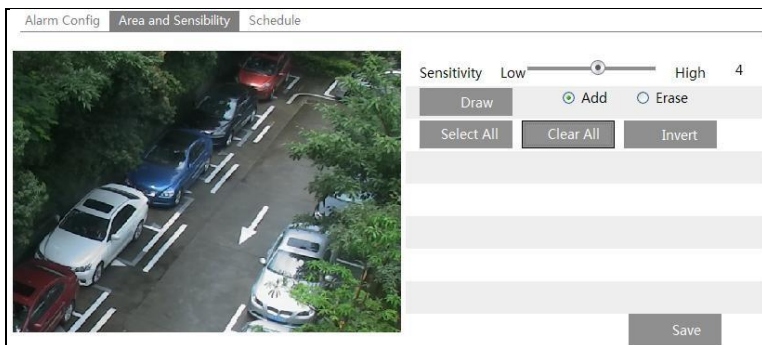 Alarm Config Area and Sensibility Schedule
Sensitivity Low High 4
Draw Add Erase
Select All Clear All Invert
Save